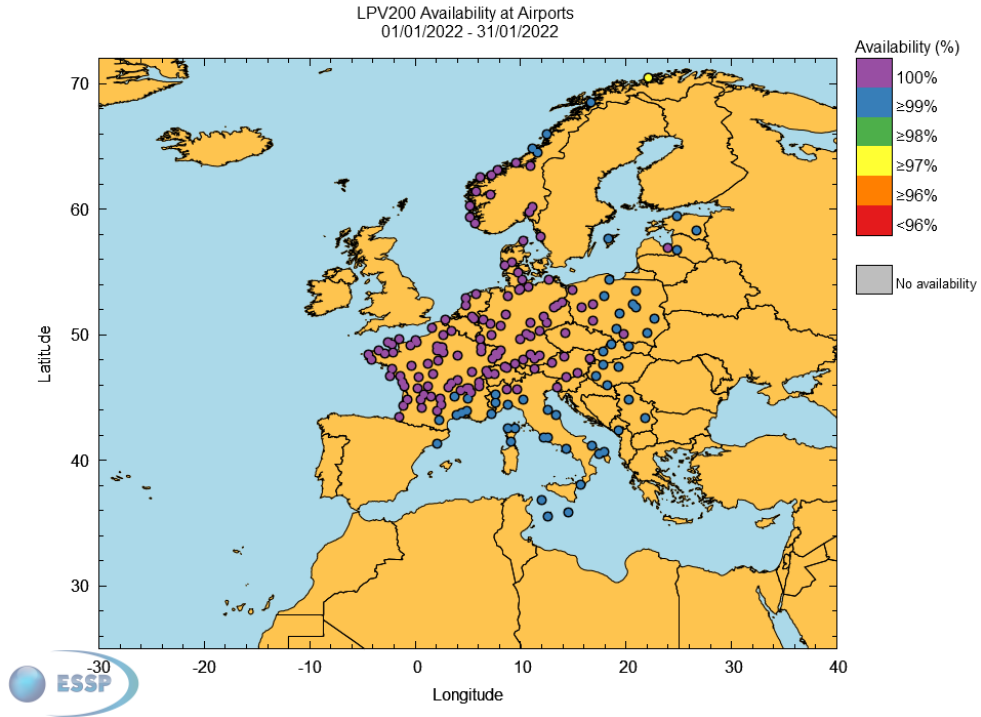 LPV200 Availability at Airports
01/01/2022 - 31/01/2022
Availability (%)
100%
≥99%
≥98%
≥97%
≥96%
<96%
No availability
Latitude
70
60
50
40
30
-30
-20
-10
0
10
20
30
40
Longitude
ESSP